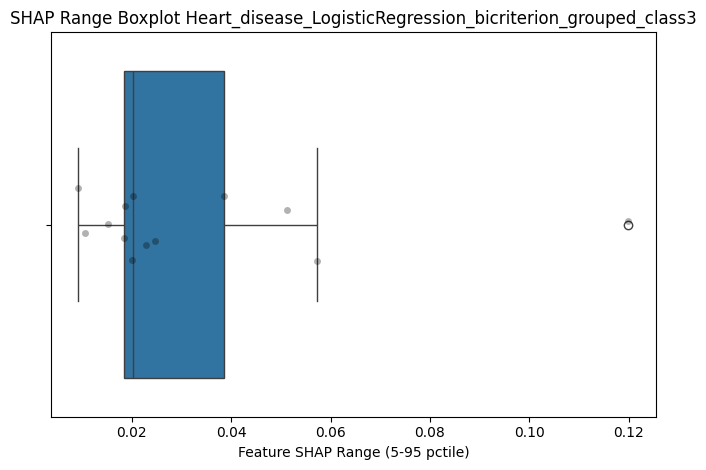 SHAP Range Boxplot Heart_disease_LogisticRegression_bicriterion_grouped_class3
0.02 0.04 0.06 0.08 0.10 0.12
Feature SHAP Range (5-95 pctile)